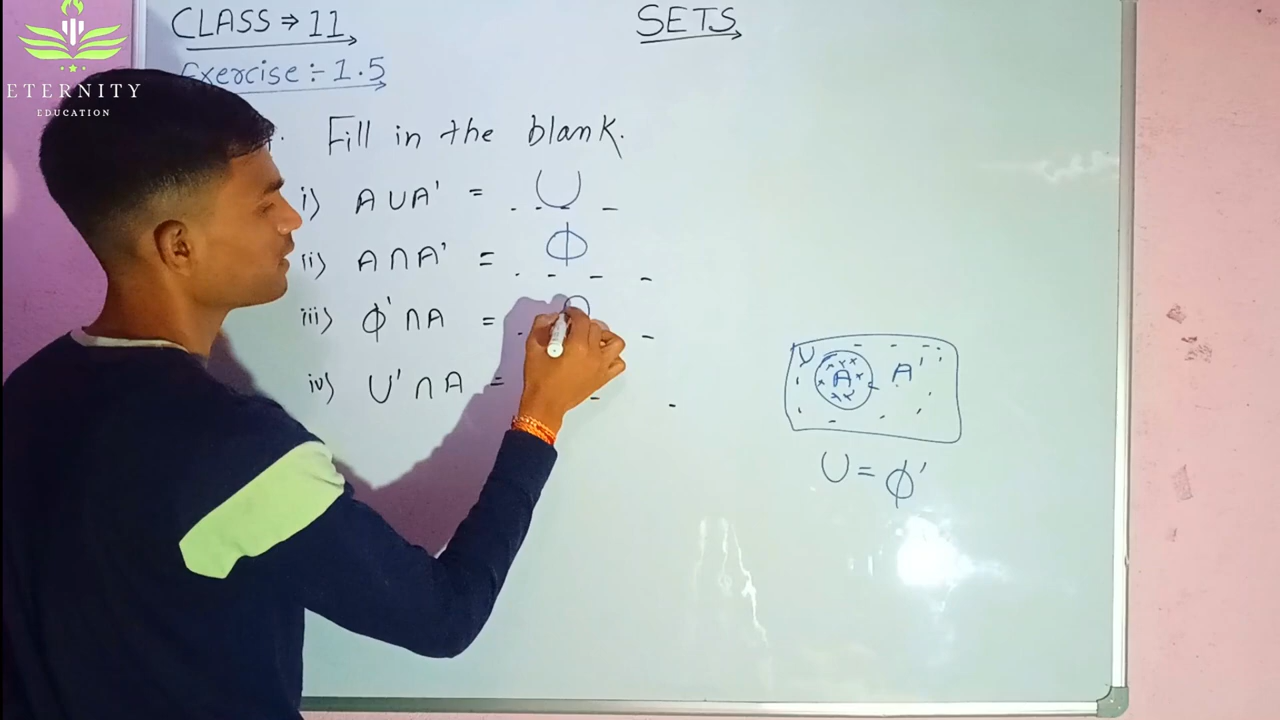 ETERNITY
EDUCATION
CLASS ⇒ 11
SETS
Exercise :- 1.5
Fill in the blank.
i) A ∪ A' = U
ii) A ∩ A' = ϕ
iii) ϕ' ∩ A =
iv) U' ∩ A =
U A A'
U = ϕ'